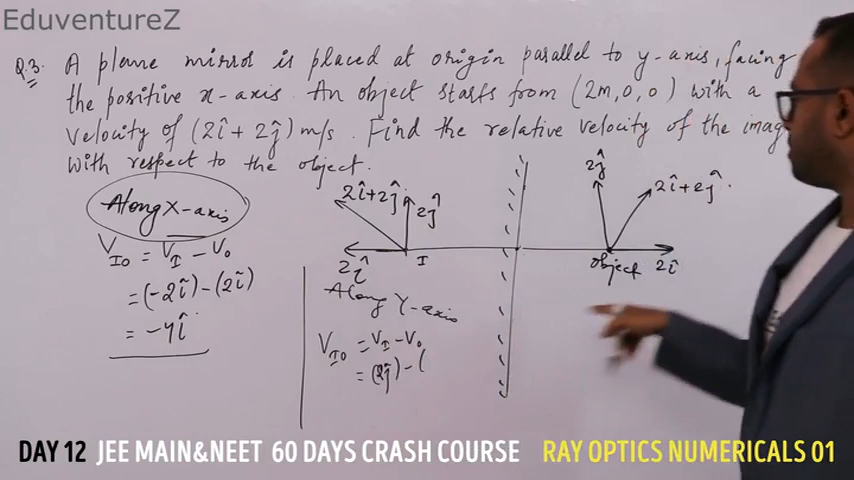 EduventureZ
Q.3. A plane mirror is placed at origin parallel to y-axis, facing
the positive x-axis. An object starts from (2m,0,0) with a
velocity of (2î+2ĵ) m/s. Find the relative velocity of the imag
with respect to the object.
Along X-axis
V_IO = V_I - V_O
= (-2î) - (2î)
= -4î
2î+2ĵ
2ĵ
2î
I
Along Y-axis
V_IO = V_I - V_O
= (2ĵ) - (
2ĵ
2î+2ĵ.
object
2î
DAY 12 JEE MAIN&NEET 60 DAYS CRASH COURSE RAY OPTICS NUMERICALS 01